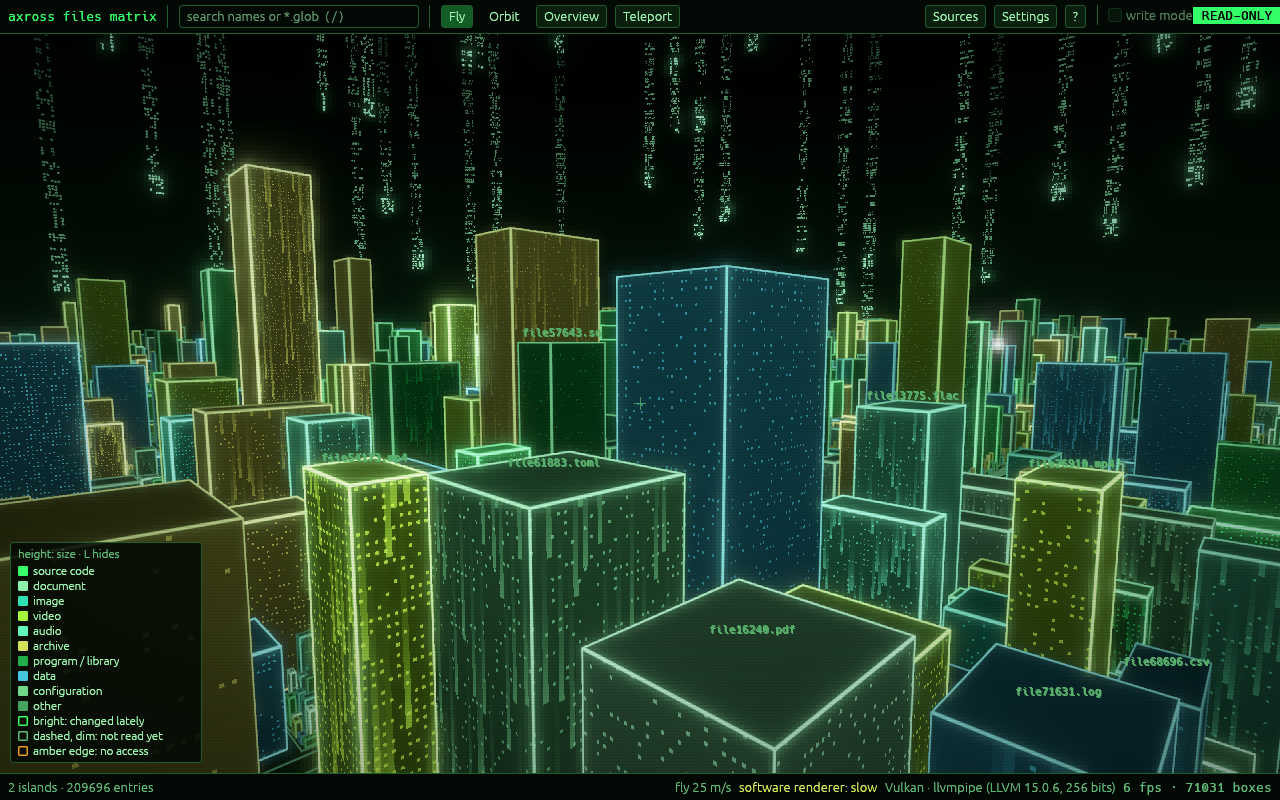 axross files matrix
search names or *.glob (/)
Fly
Orbit
Overview
Teleport
Sources
Settings
?
write mode
READ-ONLY
file61883.toml
file16240.pdf
file68696.csv
file71631.log
height: size · L hides
source code
document
image
video
audio
archive
program / library
data
configuration
other
bright: changed lately
dashed, dim: not read yet
amber edge: no access
2 islands · 209696 entries
fly 25 m/s
software renderer: slow
Vulkan · llvmpipe (LLVM 15.0.6, 256 bits)
6 fps · 71031 boxes